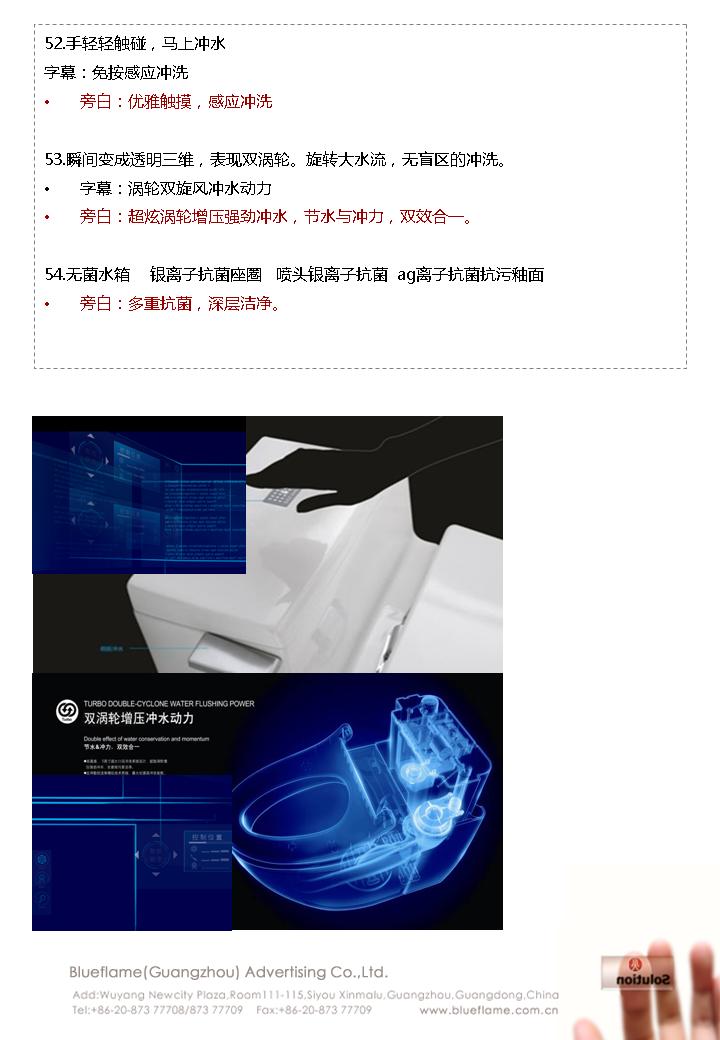 52.手轻轻触碰，马上冲水
字幕：免按感应冲洗
• 旁白：优雅触摸，感应冲洗
53.瞬间变成透明三维，表现双涡轮。旋转大水流，无盲区的冲洗。
• 字幕：涡轮双旋风冲水动力
• 旁白：超炫涡轮增压强劲冲水，节水与冲力，双效合一。
54.无菌水箱 银离子抗菌座圈 喷头银离子抗菌 ag离子抗菌抗污釉面
• 旁白：多重抗菌，深层洁净。
TURBO DOUBLE-CYCLONE WATER FLUSHING POWER
双涡轮增压冲水动力
Double effect of water conservation and momentum
节水&冲力，双效合一
控制位置
Solution
Blueflame(Guangzhou) Advertising Co.,Ltd.
Add:Wuyang Newcity Plaza,Room111-115,Siyou Xinmalu,Guangzhou,Guangdong,China
Tel:+86-20-873 77708/873 77709 Fax:+86-20-873 77709 www.blueflame.com.cn